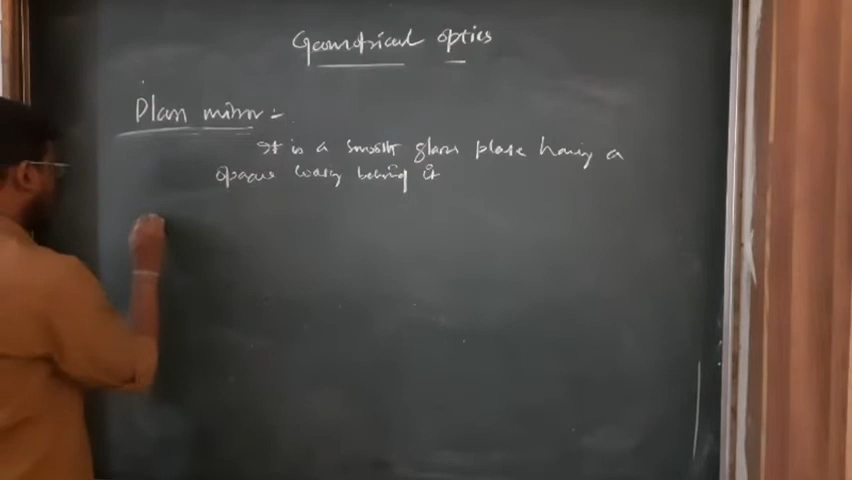 Geometrical optics
Plan mirror :-
It is a smooth glass plate having a
opaque coating behind it